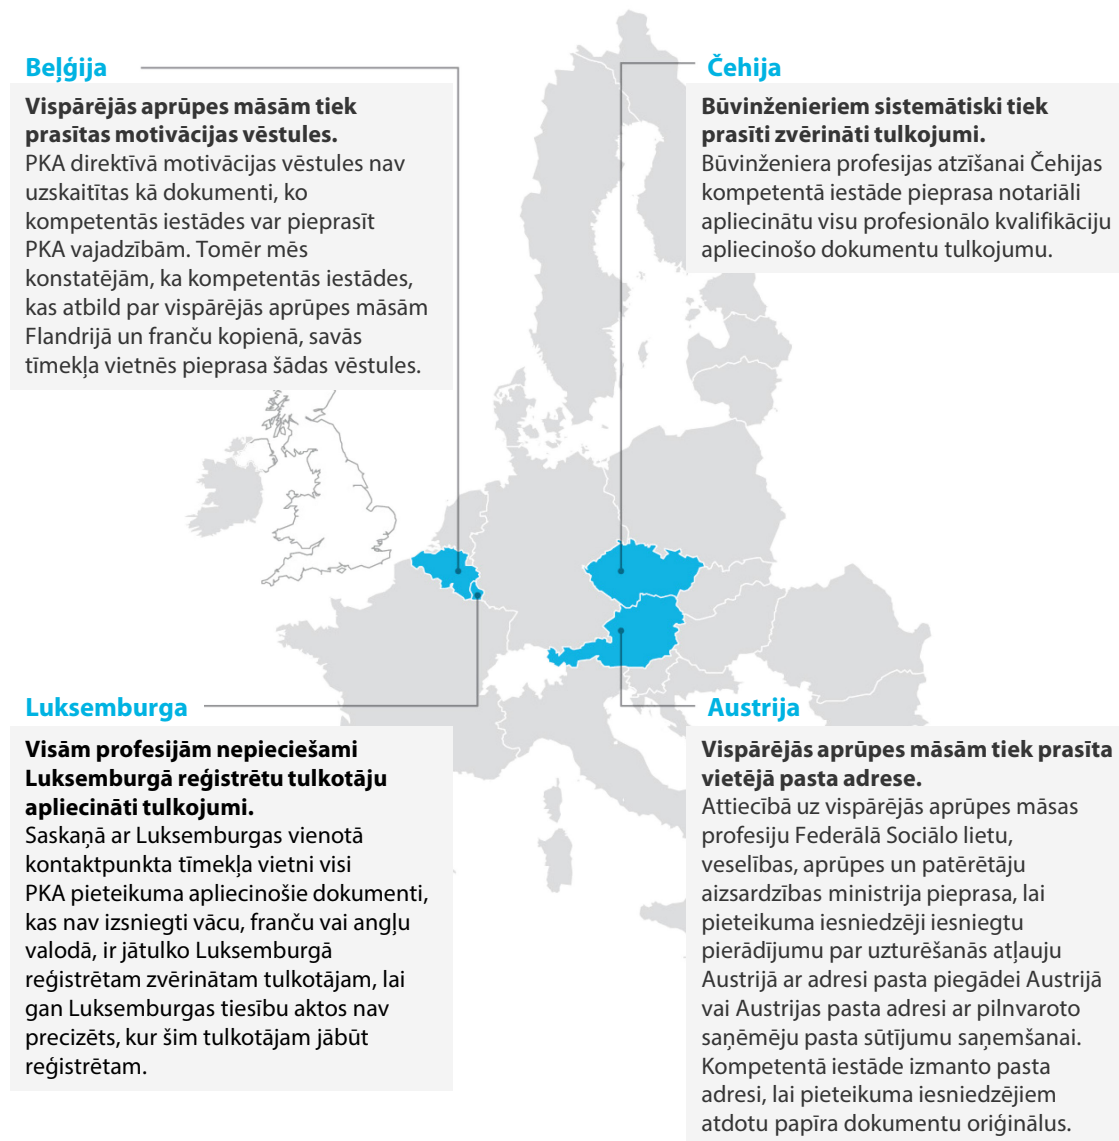 Beļģija
Vispārējās aprūpes māsām tiek
prasītas motivācijas vēstules.
PKA direktīvā motivācijas vēstules nav
uzskaitītas kā dokumenti, ko
kompetentās iestādes var pieprasīt
PKA vajadzībām. Tomēr mēs
konstatējām, ka kompetentās iestādes,
kas atbild par vispārējās aprūpes māsām
Flandrijā un franču kopienā, savās
tīmekļa vietnēs pieprasa šādas vēstules.
Čehija
Būvinženieriem sistemātiski tiek
prasīti zvērināti tulkojumi.
Būvinženiera profesijas atzīšanai Čehijas
kompetentā iestāde pieprasa notariāli
apliecinātu visu profesionālo kvalifikāciju
apliecinošo dokumentu tulkojumu.
Luksemburga
Visām profesijām nepieciešami
Luksemburgā reģistrētu tulkotāju
apliecināti tulkojumi.
Saskaņā ar Luksemburgas vienotā
kontaktpunkta tīmekļa vietni visi
PKA pieteikuma apliecinošie dokumenti,
kas nav izsniegti vācu, franču vai angļu
valodā, ir jātulko Luksemburgā
reģistrētam zvērinātam tulkotājam, lai
gan Luksemburgas tiesību aktos nav
precizēts, kur šim tulkotājam jābūt
reģistrētam.
Austrija
Vispārējās aprūpes māsām tiek prasīta
vietējā pasta adrese.
Attiecībā uz vispārējās aprūpes māsas
profesiju Federālā Sociālo lietu,
veselības, aprūpes un patērētāju
aizsardzības ministrija pieprasa, lai
pieteikuma iesniedzēji iesniegtu
pierādījumu par uzturēšanās atļauju
Austrijā ar adresi pasta piegādei Austrijā
vai Austrijas pasta adresi ar pilnvaroto
saņēmēju pasta sūtījumu saņemšanai.
Kompetentā iestāde izmanto pasta
adresi, lai pieteikuma iesniedzējiem
atdotu papīra dokumentu oriģinālus.